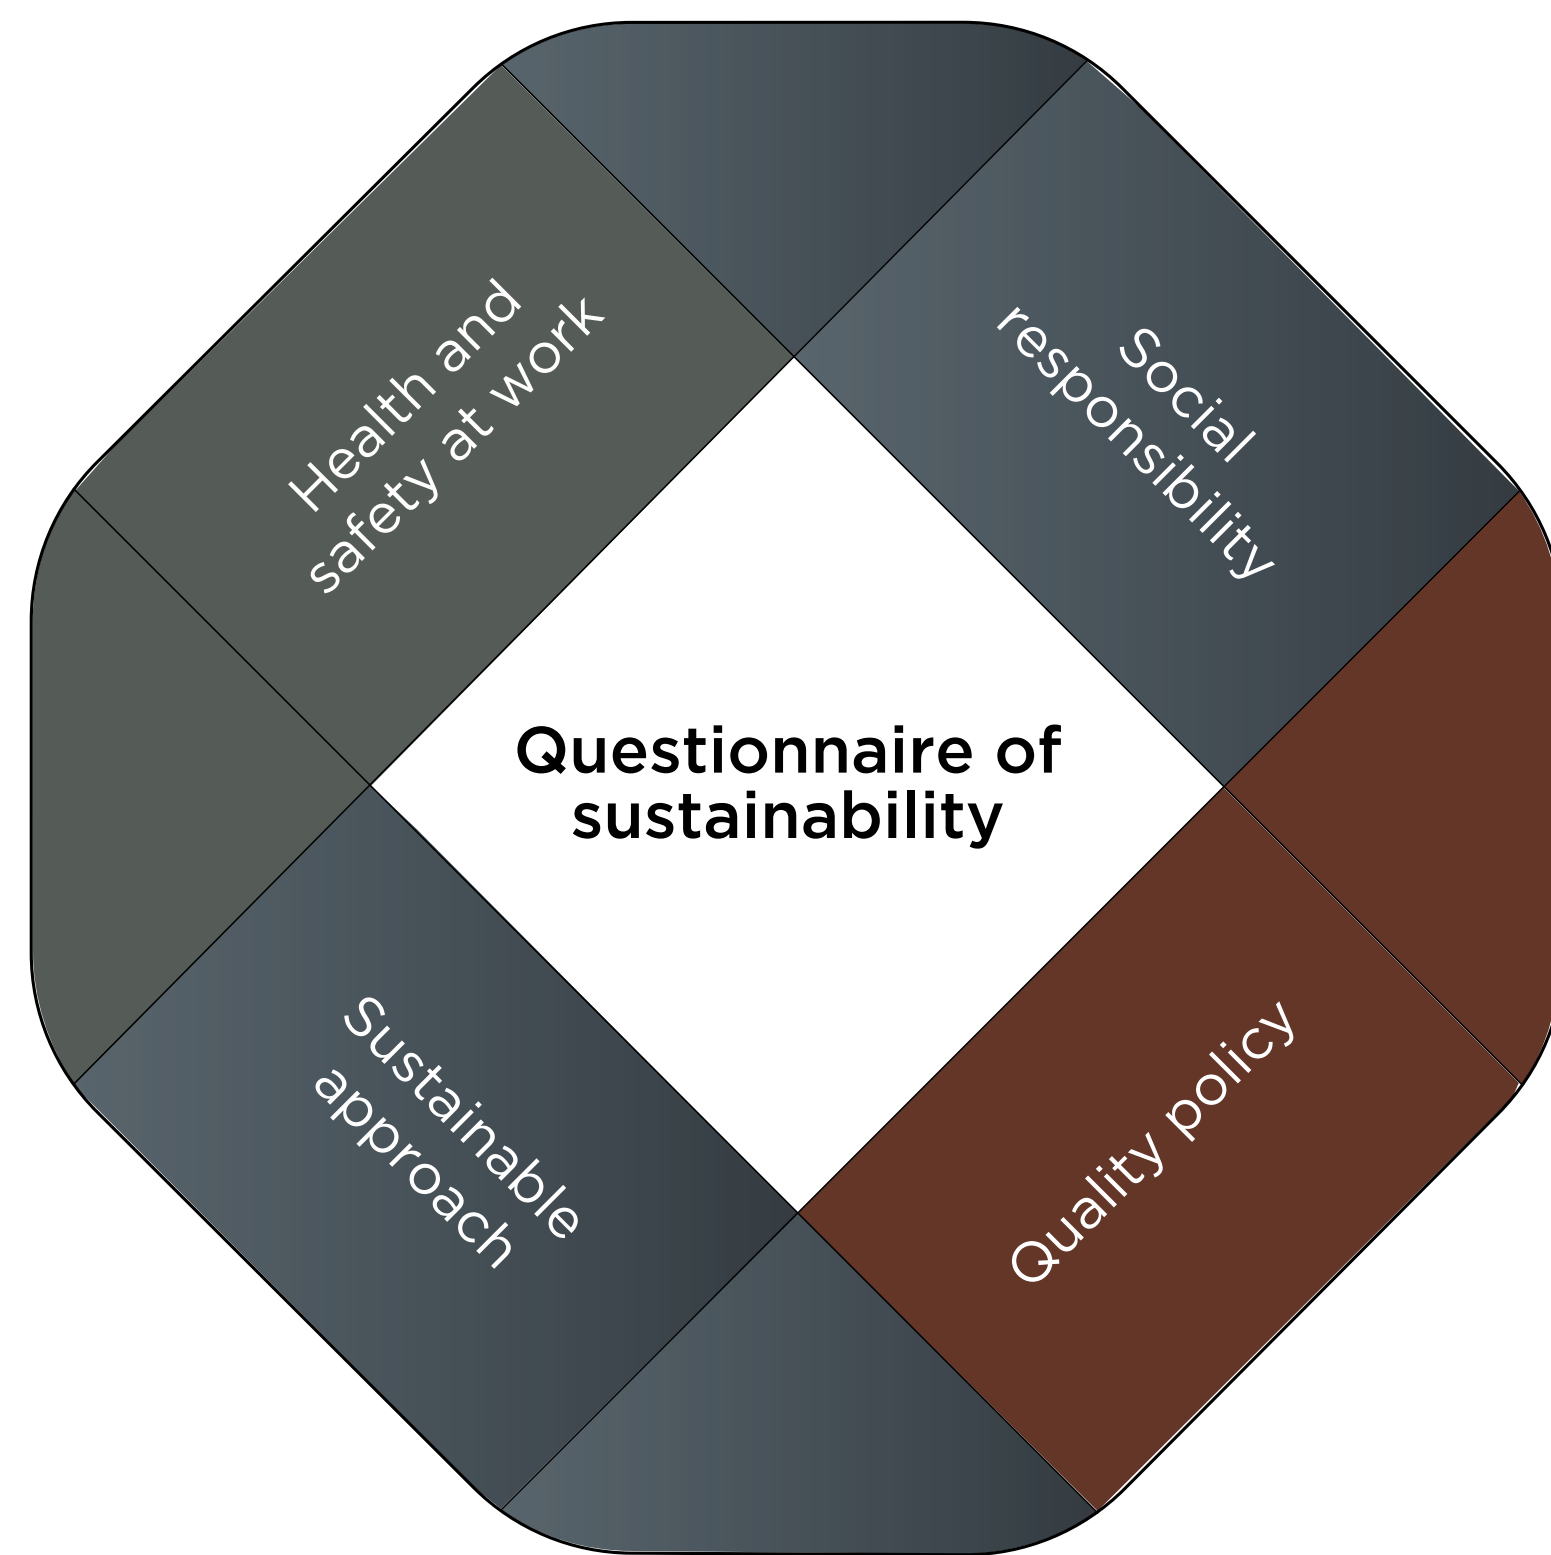 Health and
safety at work
Social
responsibility
Questionnaire of
sustainability
Sustainable
approach
Quality policy